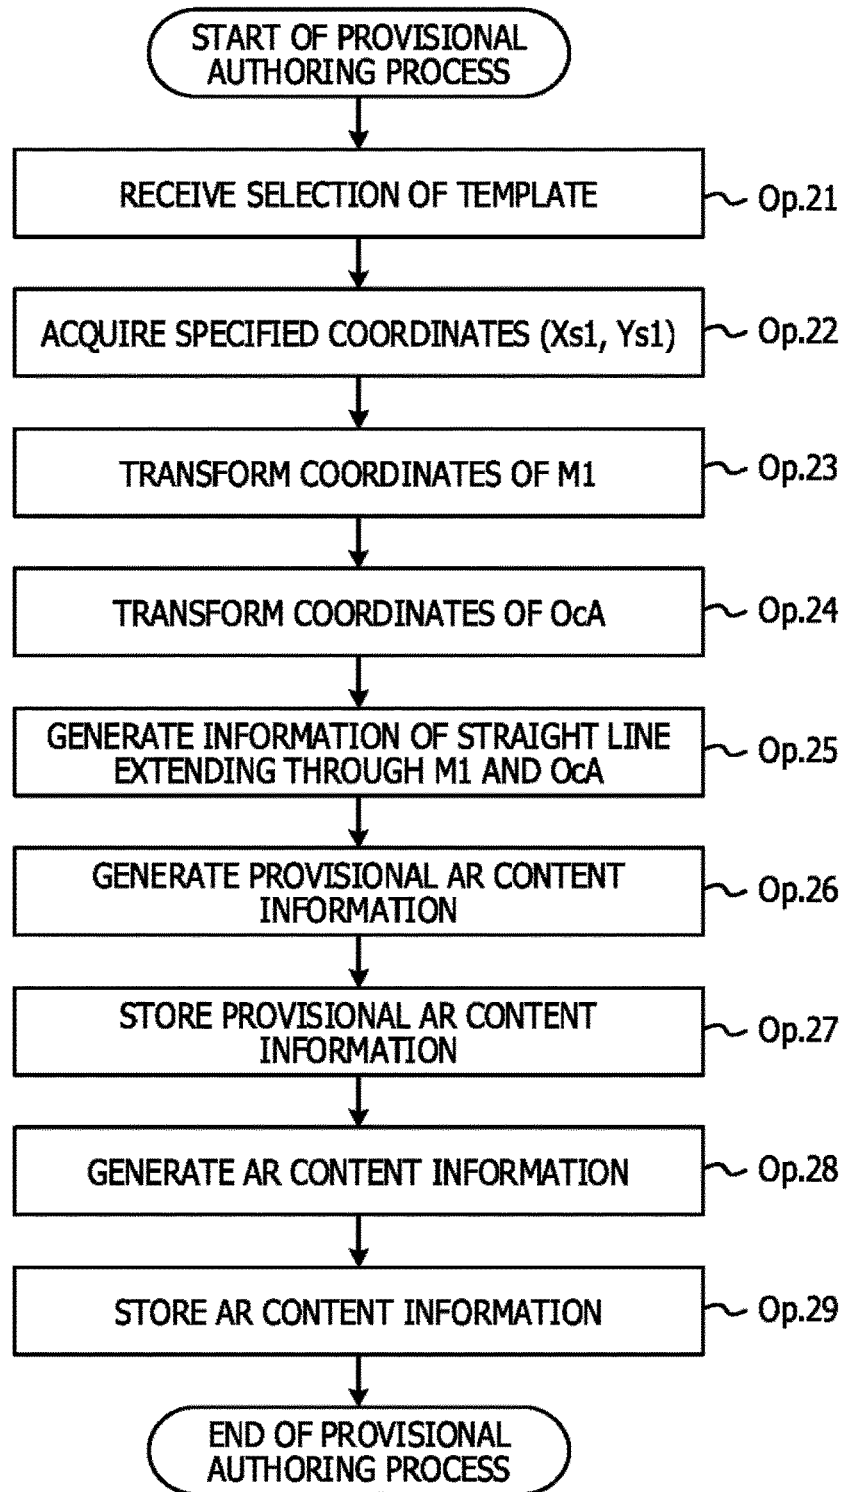 START OF PROVISIONAL
AUTHORING PROCESS
RECEIVE SELECTION OF TEMPLATE
Op.21
ACQUIRE SPECIFIED COORDINATES (Xs1, Ys1)
Op.22
TRANSFORM COORDINATES OF M1
Op.23
TRANSFORM COORDINATES OF OcA
Op.24
GENERATE INFORMATION OF STRAIGHT LINE
EXTENDING THROUGH M1 AND OcA
Op.25
GENERATE PROVISIONAL AR CONTENT
INFORMATION
Op.26
STORE PROVISIONAL AR CONTENT
INFORMATION
Op.27
GENERATE AR CONTENT INFORMATION
Op.28
STORE AR CONTENT INFORMATION
Op.29
END OF PROVISIONAL
AUTHORING PROCESS